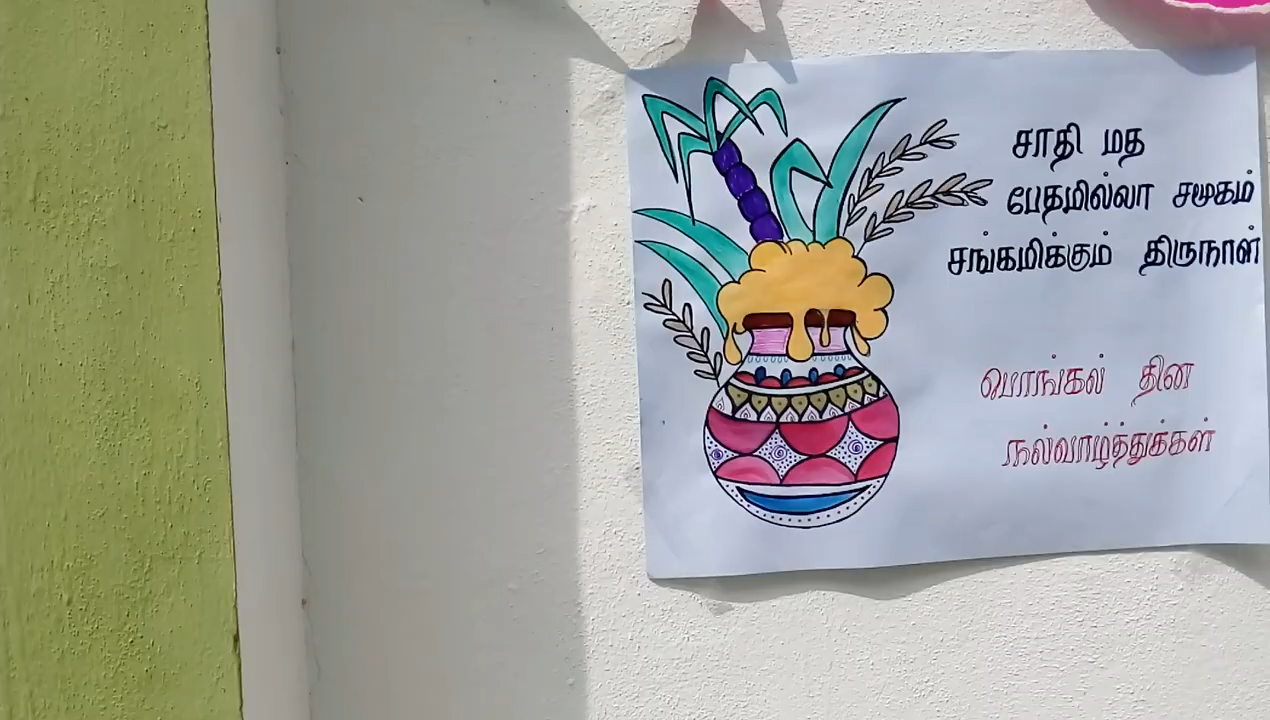 சாதி மத
பேதமில்லா சமூகம்
சங்கமிக்கும் திருநாள்
பொங்கல் தின
நல்வாழ்த்துக்கள்